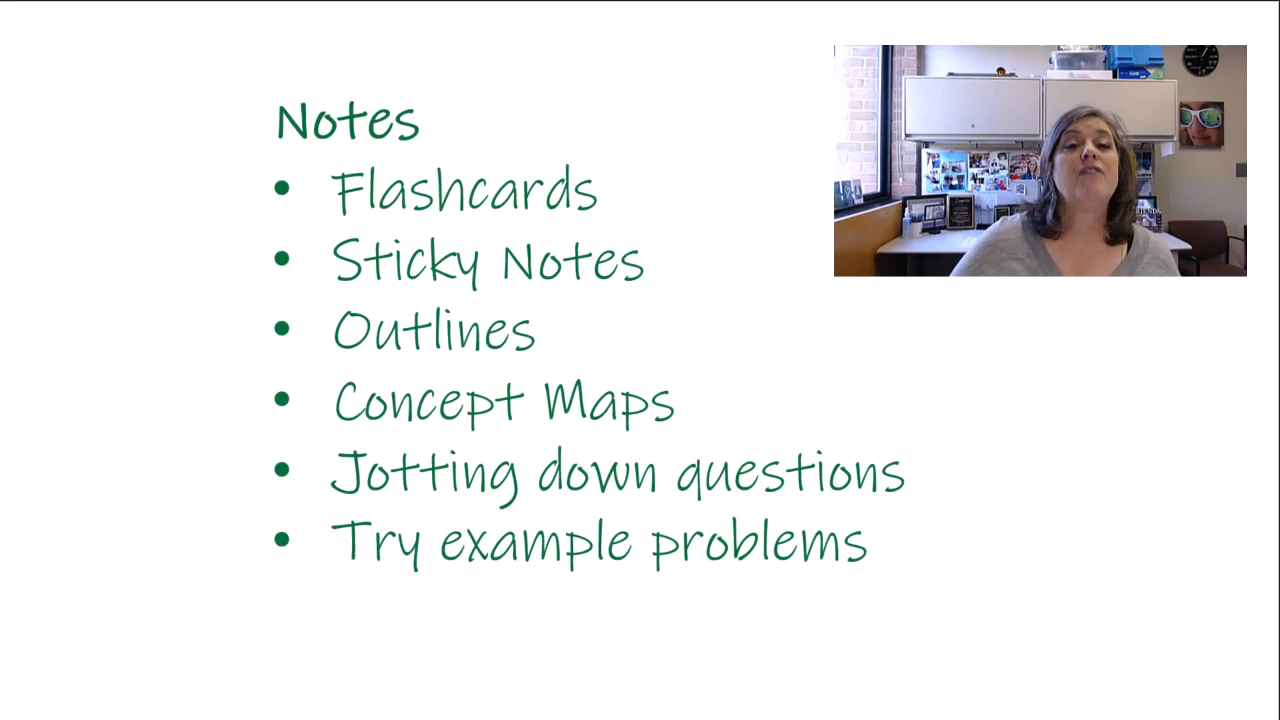 Notes
• Flashcards
• Sticky Notes
• Outlines
• Concept Maps
• Jotting down questions
• Try example problems